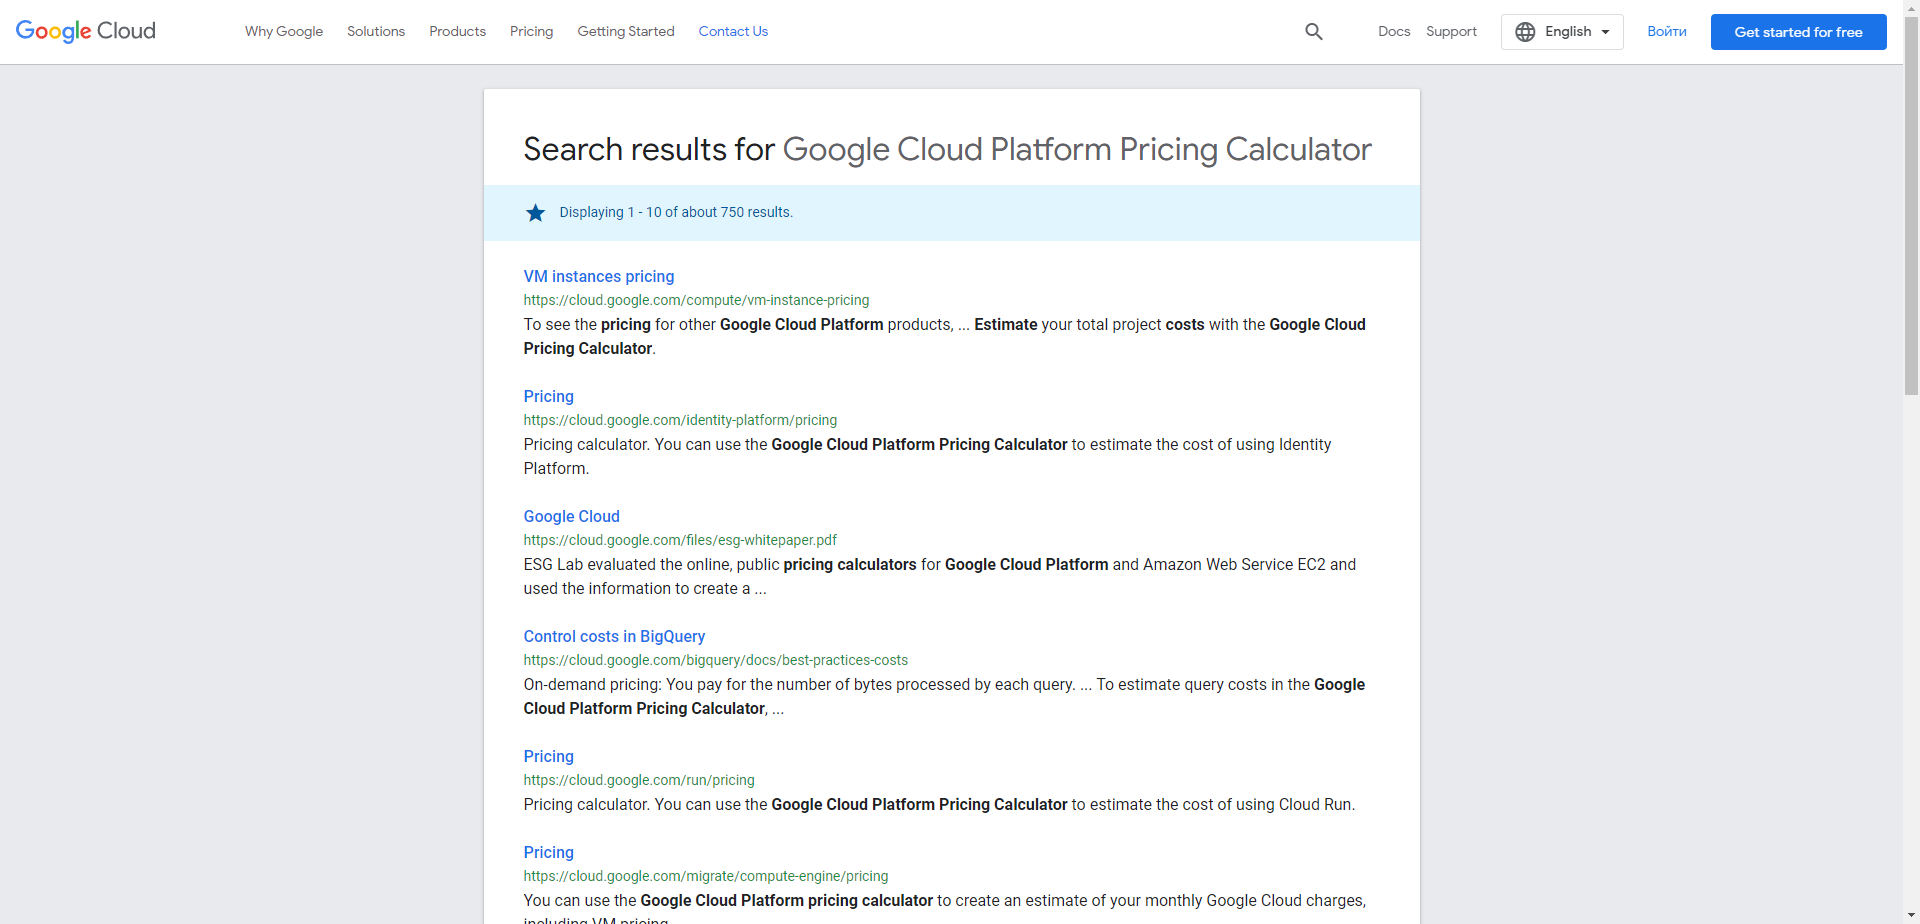 Google Cloud
Why Google
Solutions
Products
Pricing
Getting Started
Contact Us
Docs
Support
English
Войти
Get started for free
Search results for Google Cloud Platform Pricing Calculator
Displaying 1 - 10 of about 750 results.
VM instances pricing
https://cloud.google.com/compute/vm-instance-pricing
To see the pricing for other Google Cloud Platform products, ... Estimate your total project costs with the Google Cloud
Pricing Calculator.
Pricing
https://cloud.google.com/identity-platform/pricing
Pricing calculator. You can use the Google Cloud Platform Pricing Calculator to estimate the cost of using Identity
Platform.
Google Cloud
https://cloud.google.com/files/esg-whitepaper.pdf
ESG Lab evaluated the online, public pricing calculators for Google Cloud Platform and Amazon Web Service EC2 and
used the information to create a ...
Control costs in BigQuery
https://cloud.google.com/bigquery/docs/best-practices-costs
On-demand pricing: You pay for the number of bytes processed by each query. ... To estimate query costs in the Google
Cloud Platform Pricing Calculator, ...
Pricing
https://cloud.google.com/run/pricing
Pricing calculator. You can use the Google Cloud Platform Pricing Calculator to estimate the cost of using Cloud Run.
Pricing
https://cloud.google.com/migrate/compute-engine/pricing
You can use the Google Cloud Platform pricing calculator to create an estimate of your monthly Google Cloud charges,
including VM pricing